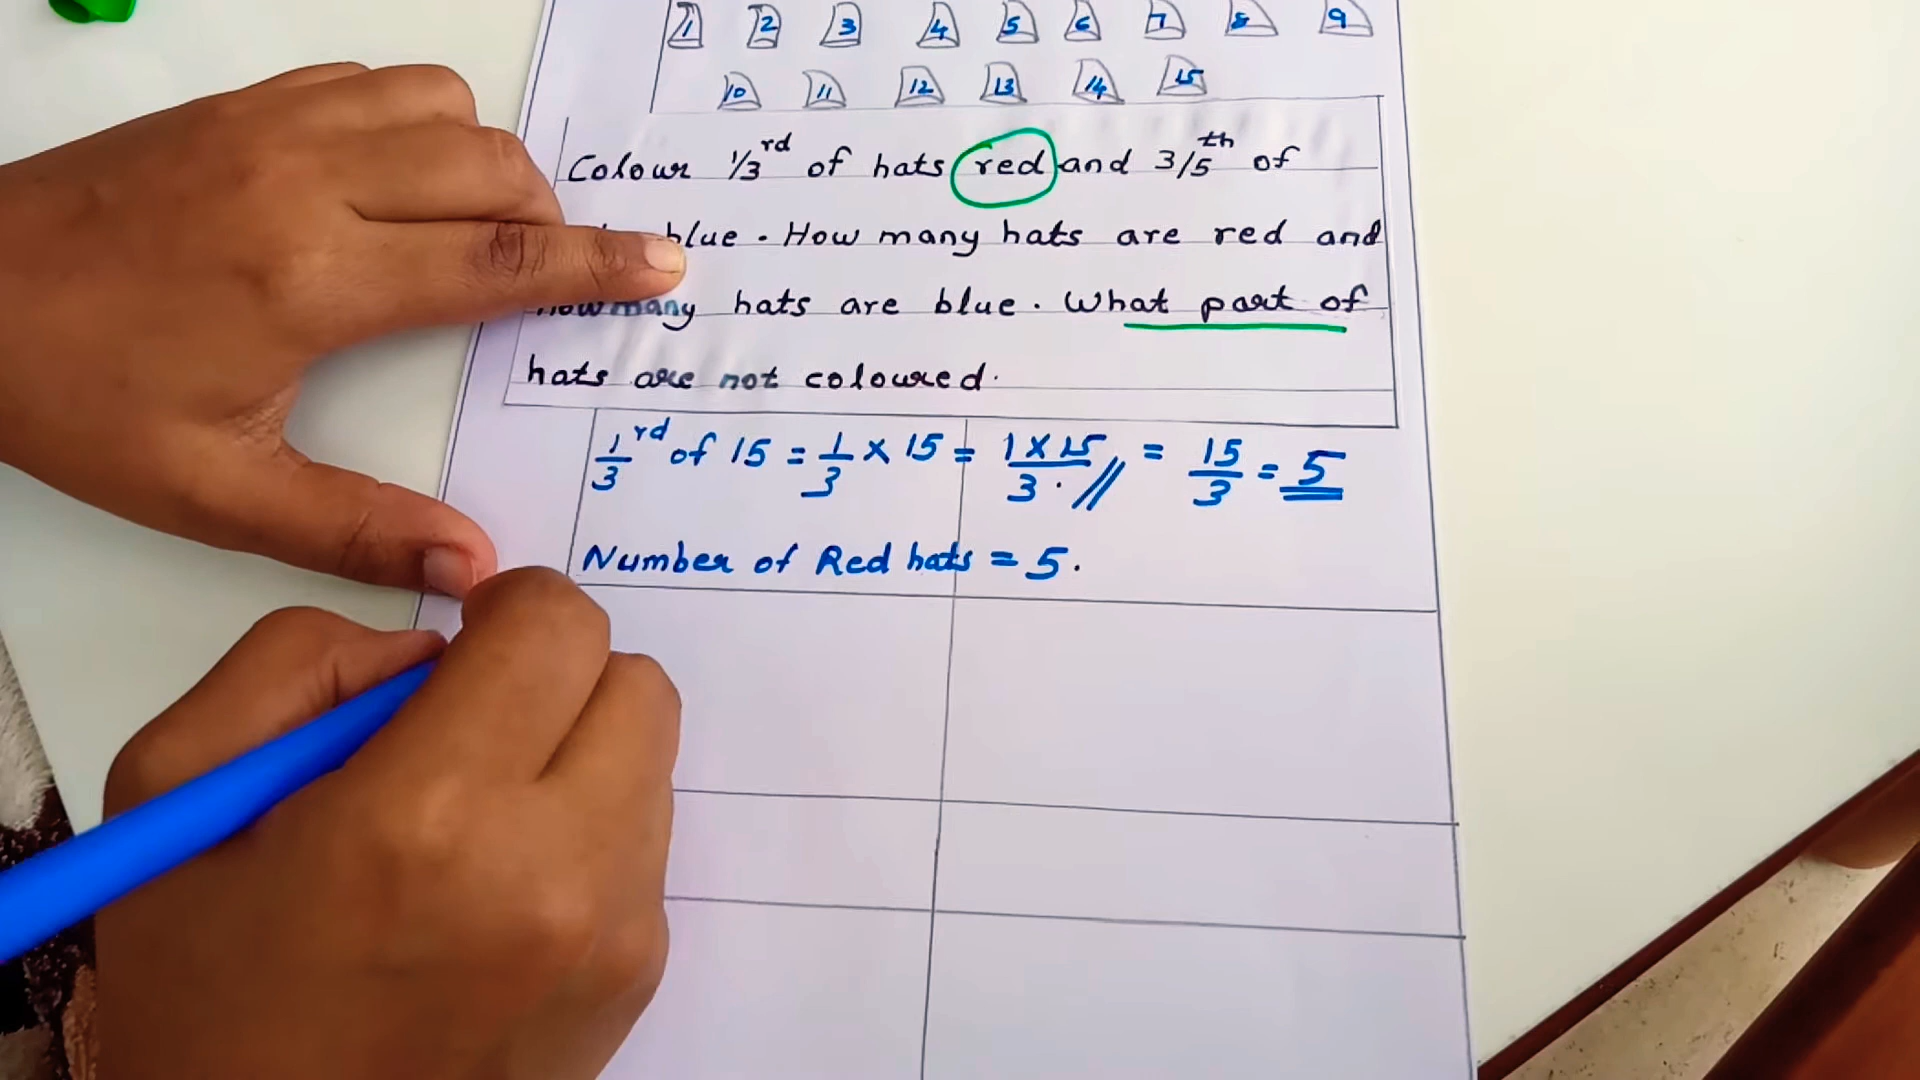 1 2 3 4 5 6 7 8 9
10 11 12 13 14 15
Colour 1/3rd of hats red and 3/5th of
blue. How many hats are red and
many hats are blue. What part of
hats are not coloured.
1/3rd of 15 = 1/3 × 15 = 1×15/3 . // = 15/3 = 5
Number of Red hats = 5.